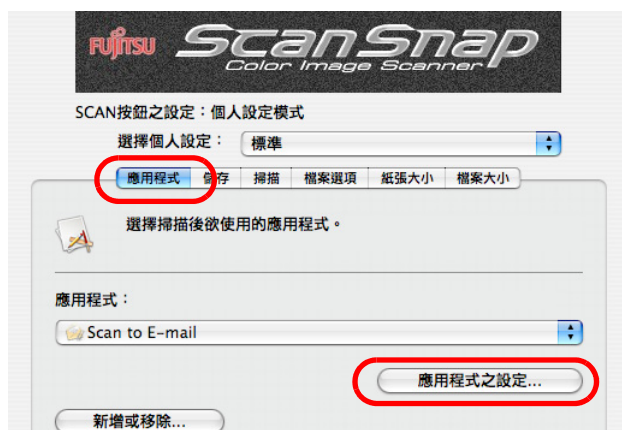 FUJITSU ScanSnap
Color Image Scanner
SCAN按鈕之設定：個人設定模式
選擇個人設定： 標準
應用程式 儲存 掃描 檔案選項 紙張大小 檔案大小
選擇掃描後欲使用的應用程式。
應用程式：
Scan to E-mail
應用程式之設定...
新增或移除...